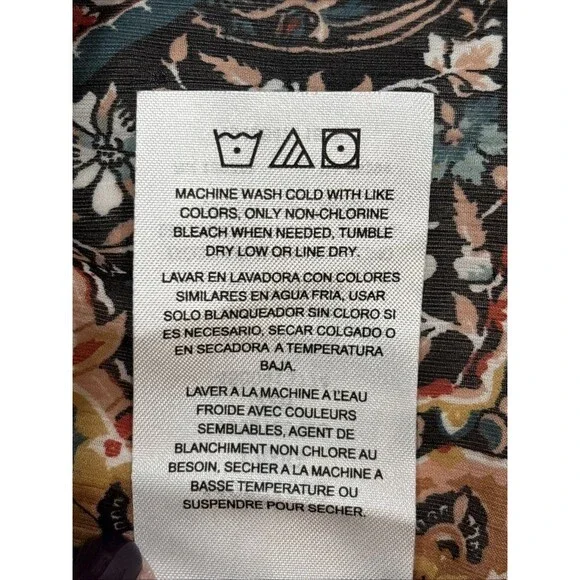 MACHINE WASH COLD WITH LIKE
COLORS, ONLY NON-CHLORINE
BLEACH WHEN NEEDED, TUMBLE
DRY LOW OR LINE DRY.
LAVAR EN LAVADORA CON COLORES
SIMILARES EN AGUA FRIA, USAR
SOLO BLANQUEADOR SIN CLORO SI
ES NECESARIO, SECAR COLGADO O
EN SECADORA A TEMPERATURA
BAJA.
LAVER A LA MACHINE A L'EAU
FROIDE AVEC COULEURS
SEMBLABLES, AGENT DE
BLANCHIMENT NON CHLORE AU
BESOIN, SECHER A LA MACHINE A
BASSE TEMPERATURE OU
SUSPENDRE POUR SECHER.